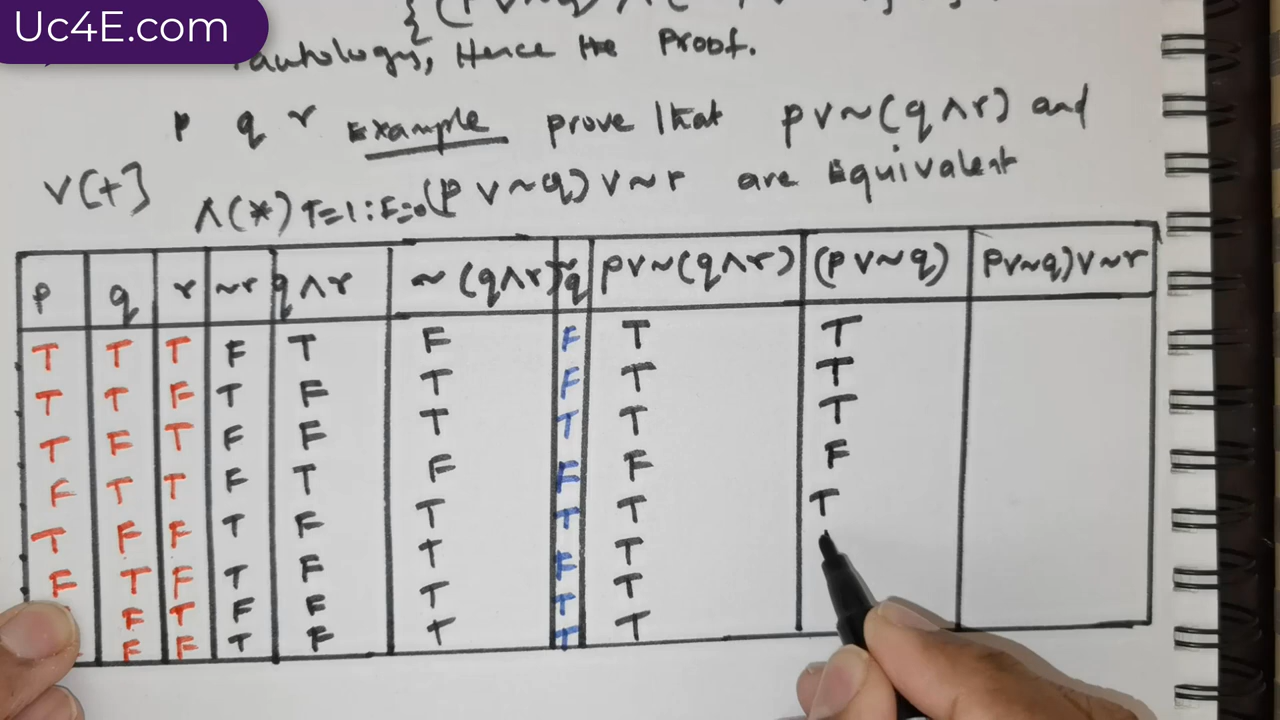 Uc4E.com
tautology, Hence the Proof.
p q r Example prove that p∨~(q∧r) and
∨(+) ∧(*) T=1:F=0 (p∨~q)∨~r are Equivalent
p q r ~r q∧r ~(q∧r) ~q p∨~(q∧r) (p∨~q) p∨~q)∨~r
T T T F T F F T T
T T F T F T F T T
T F T F F T T T T
F T T F T F F F F
T F F T F T T T T
F T F T F T F T
F T F F T T T
F F T F T T T